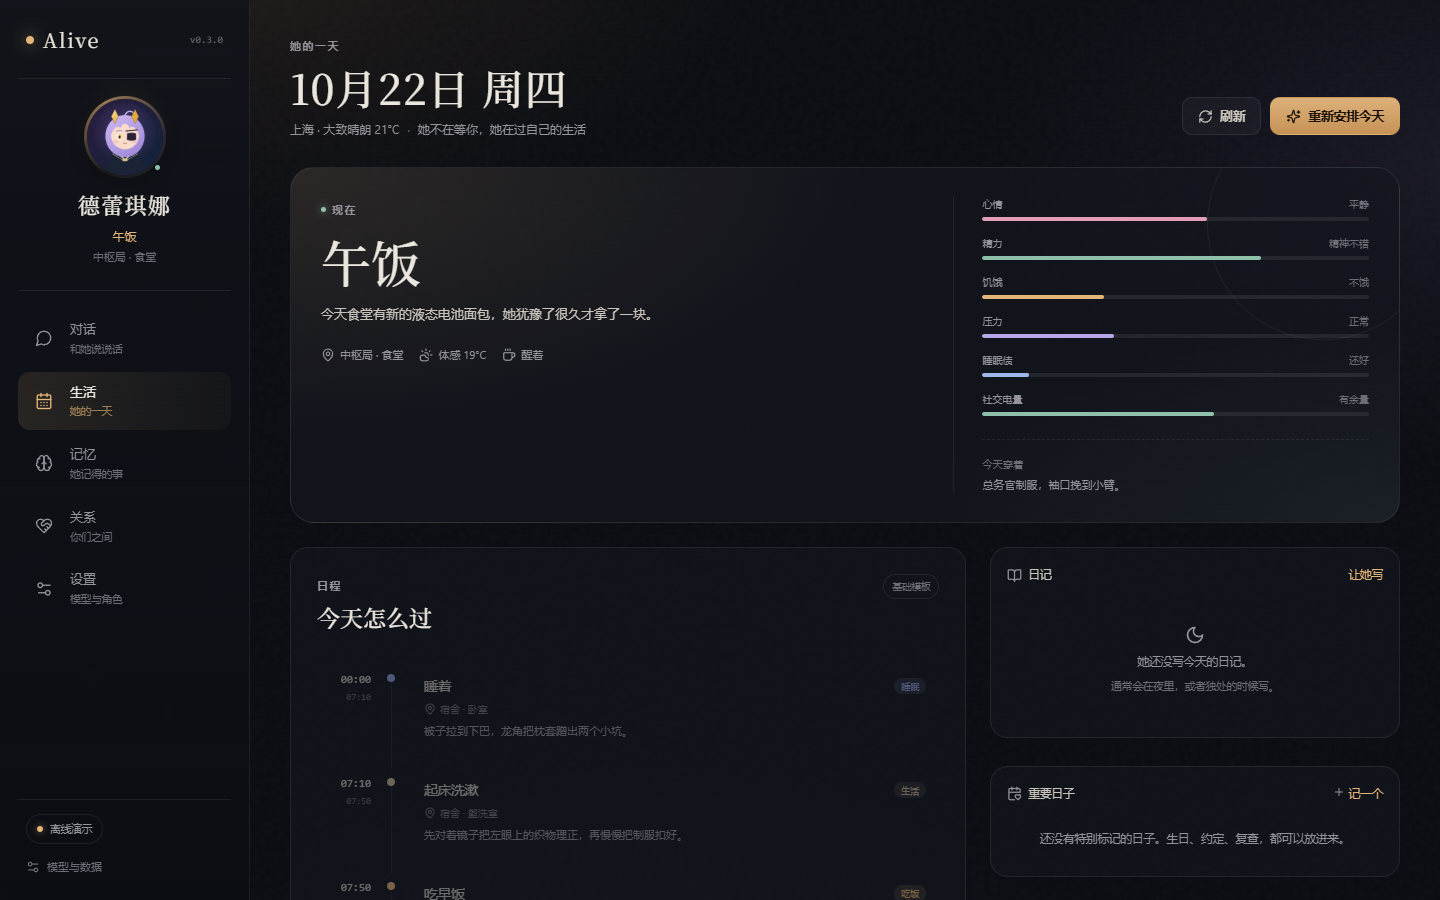 Alive
v0.3.0
德蕾琪娜
午饭
中枢局 · 食堂
对话
和她说说话
生活
她的一天
记忆
她记得的事
关系
你们之间
设置
模型与角色
离线演示
模型与数据
她的一天
10月22日 周四
上海 · 大致晴朗 21°C · 她不在等你，她在过自己的生活
刷新
重新安排今天
现在
午饭
今天食堂有新的液态电池面包，她犹豫了很久才拿了一块。
中枢局 · 食堂 体感 19°C 醒着
心情 平静
精力 精神不错
饥饿 不饿
压力 正常
睡眠债 还好
社交电量 有余量
今天穿着
总务官制服，袖口挽到小臂。
日程
基础模板
今天怎么过
00:00
07:10
睡着
睡眠
宿舍 · 卧室
被子拉到下巴，龙角把枕套蹭出两个小坑。
07:10
07:50
起床洗漱
生活
宿舍 · 盥洗室
先对着镜子把左眼上的织物理正，再慢慢把制服扣好。
07:50
吃早饭
吃饭
日记
让她写
她还没写今天的日记。
通常会在夜里，或者独处的时候写。
重要日子
+ 记一个
还没有特别标记的日子。生日、约定、复查，都可以放进来。